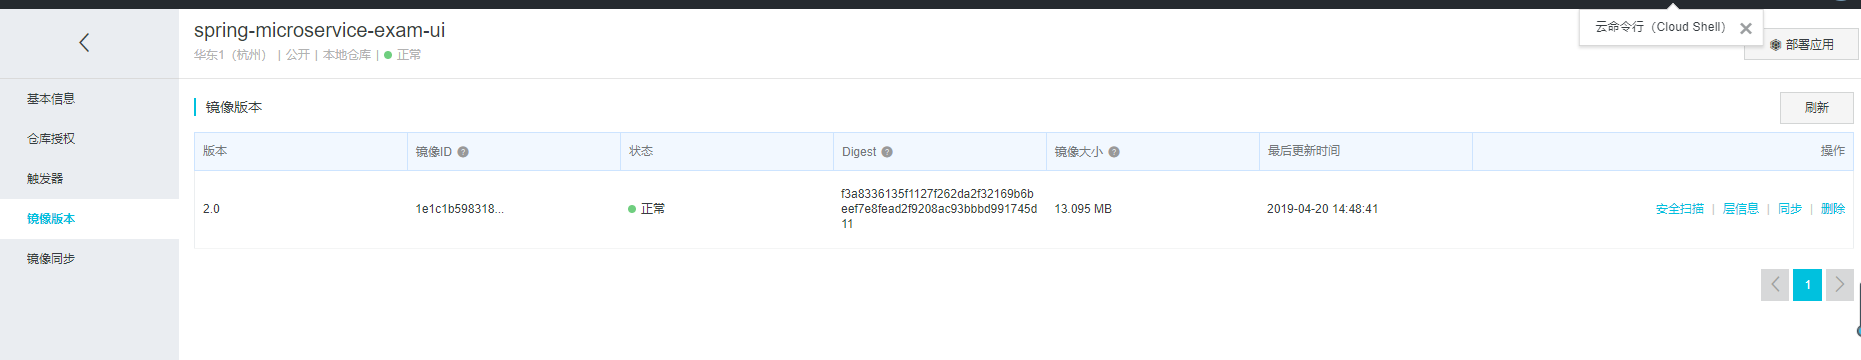 spring-microservice-exam-ui
华东1（杭州） | 公开 | 本地仓库 | 正常
云命令行（Cloud Shell）
部署应用
基本信息
仓库授权
触发器
镜像版本
镜像同步
镜像版本
刷新
版本 镜像ID 状态 Digest 镜像大小 最后更新时间 操作
2.0 1e1c1b598318... 正常 f3a8336135f1127f262da2f32169b6b
eef7e8fead2f9208ac93bbbd991745d
11
13.095 MB 2019-04-20 14:48:41 安全扫描 | 层信息 | 同步 | 删除
1